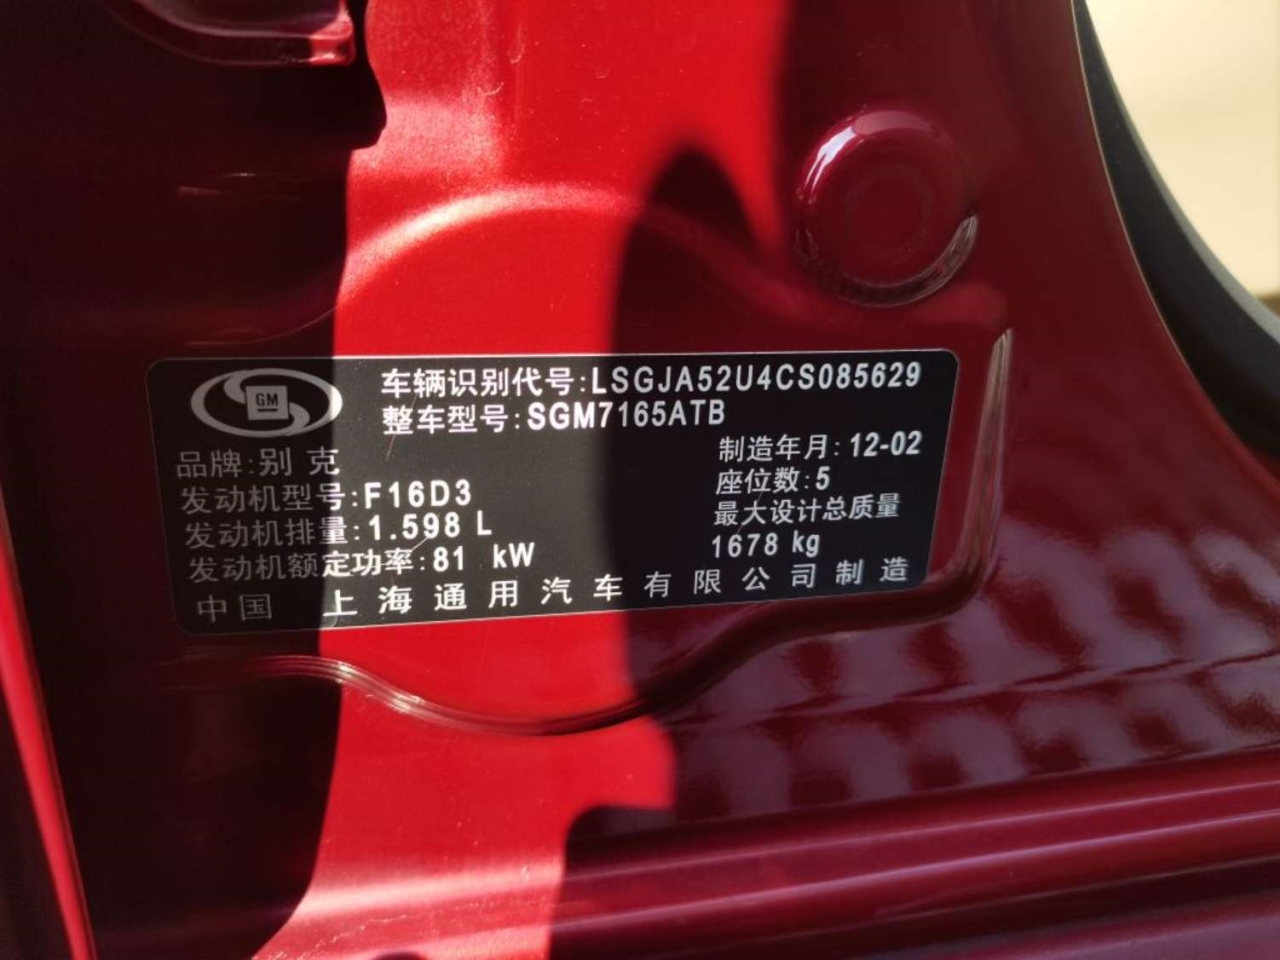 GM
车辆识别代号:LSGJA52U4CS085629
整车型号:SGM7165ATB
品牌:别克
制造年月:12-02
发动机型号:F16D3
座位数:5
发动机排量:1.598 L
最大设计总质量
发动机额定功率:81 kW
1678 kg
中国 上海通用汽车有限公司制造